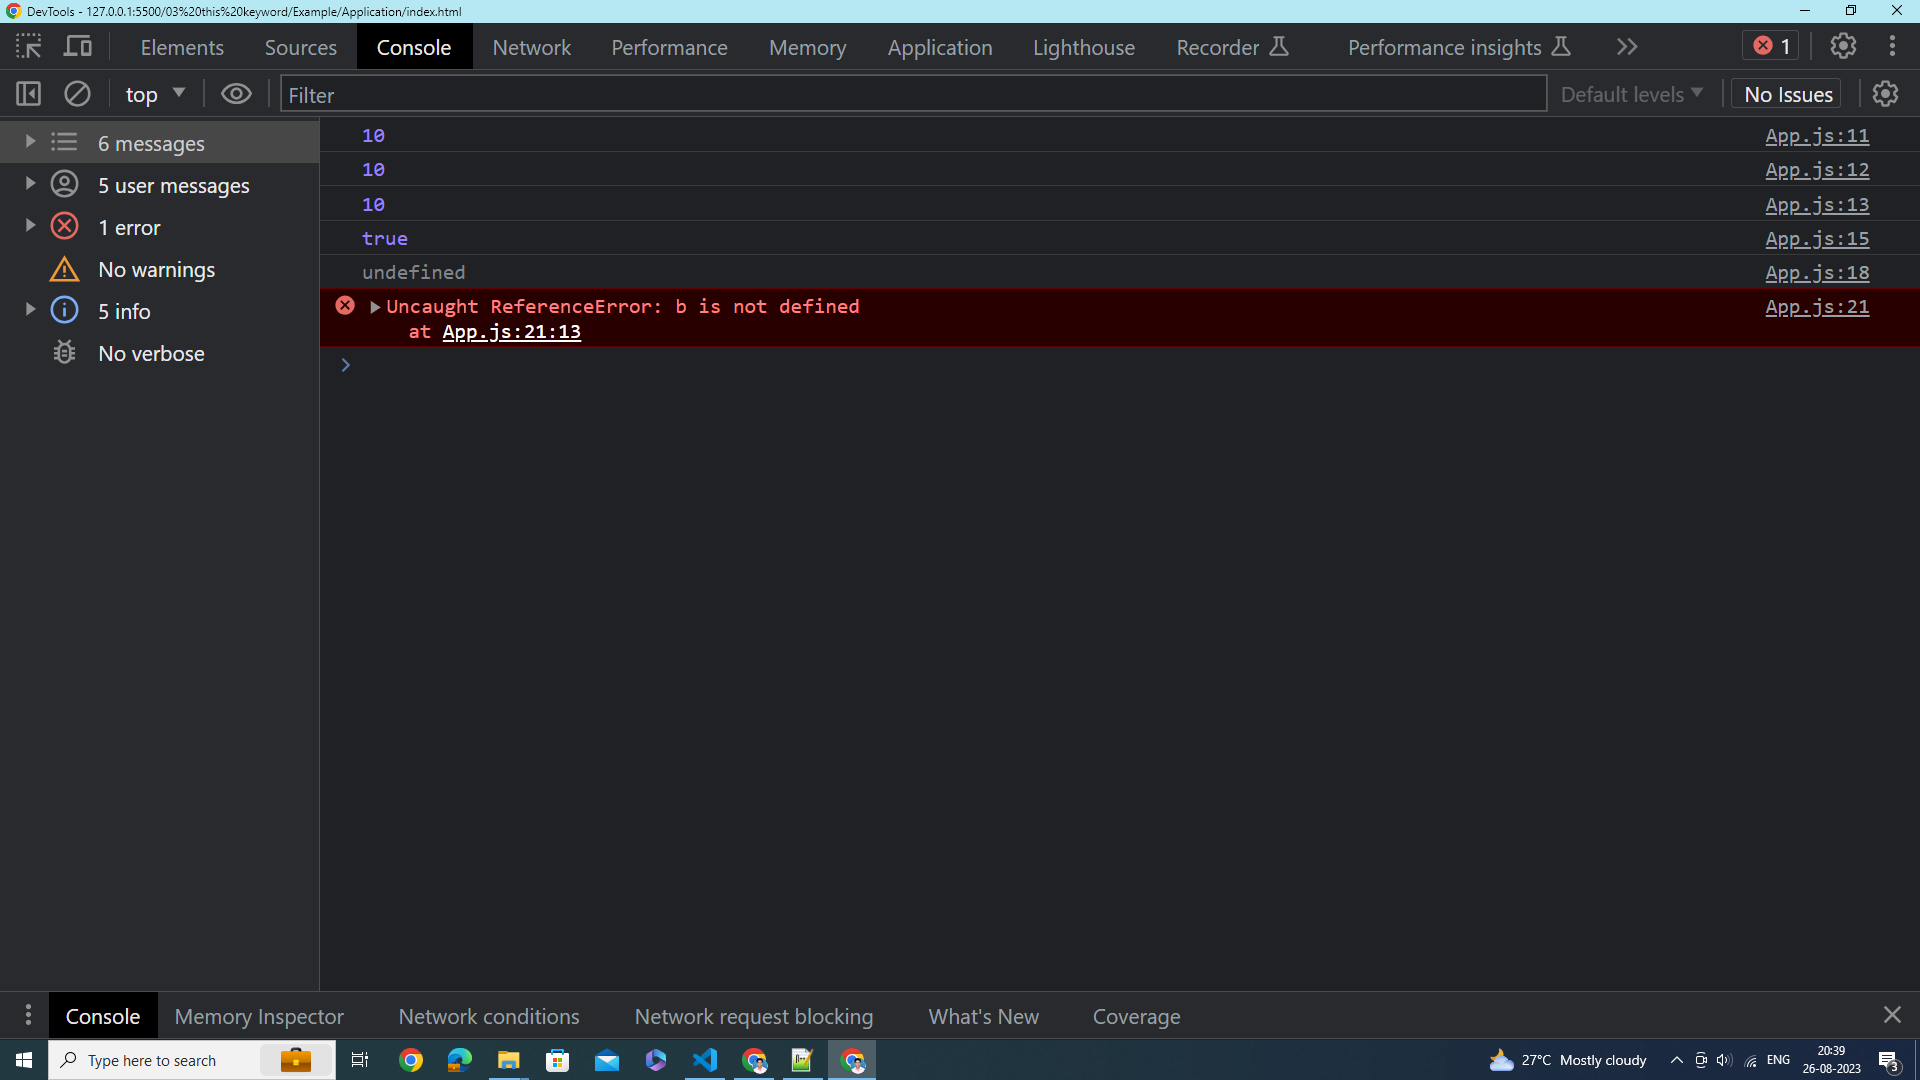 DevTools - 127.0.0.1:5500/03%20this%20keyword/Example/Application/index.html
Elements Sources Console Network Performance Memory Application Lighthouse Recorder Performance insights 1
top Filter Default levels No Issues
6 messages
5 user messages
1 error
No warnings
5 info
No verbose
10 App.js:11
10 App.js:12
10 App.js:13
true App.js:15
undefined App.js:18
Uncaught ReferenceError: b is not defined App.js:21
at App.js:21:13
Console Memory Inspector Network conditions Network request blocking What's New Coverage
Type here to search 27°C Mostly cloudy ENG 20:39
26-08-2023 3